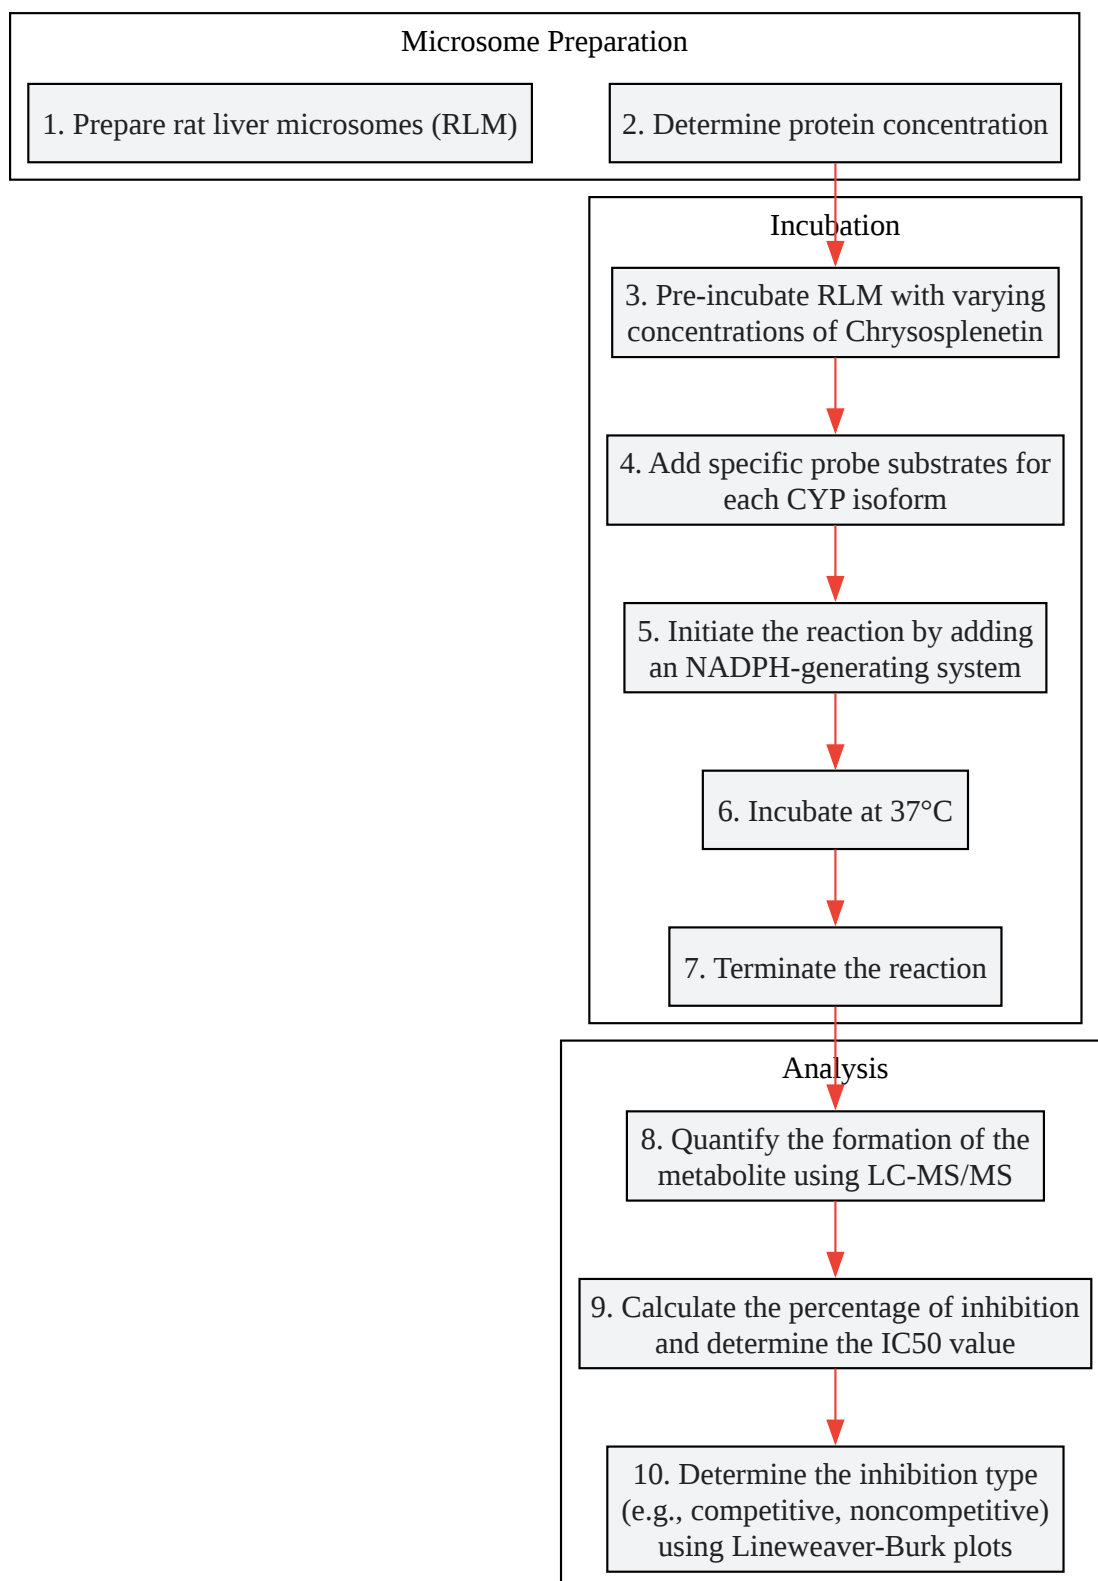 Microsome Preparation
1. Prepare rat liver microsomes (RLM)
2. Determine protein concentration
Incubation
3. Pre-incubate RLM with varying
concentrations of Chrysosplenetin
4. Add specific probe substrates for
each CYP isoform
5. Initiate the reaction by adding
an NADPH-generating system
6. Incubate at 37°C
7. Terminate the reaction
Analysis
8. Quantify the formation of the
metabolite using LC-MS/MS
9. Calculate the percentage of inhibition
and determine the IC50 value
10. Determine the inhibition type
(e.g., competitive, noncompetitive)
using Lineweaver-Burk plots